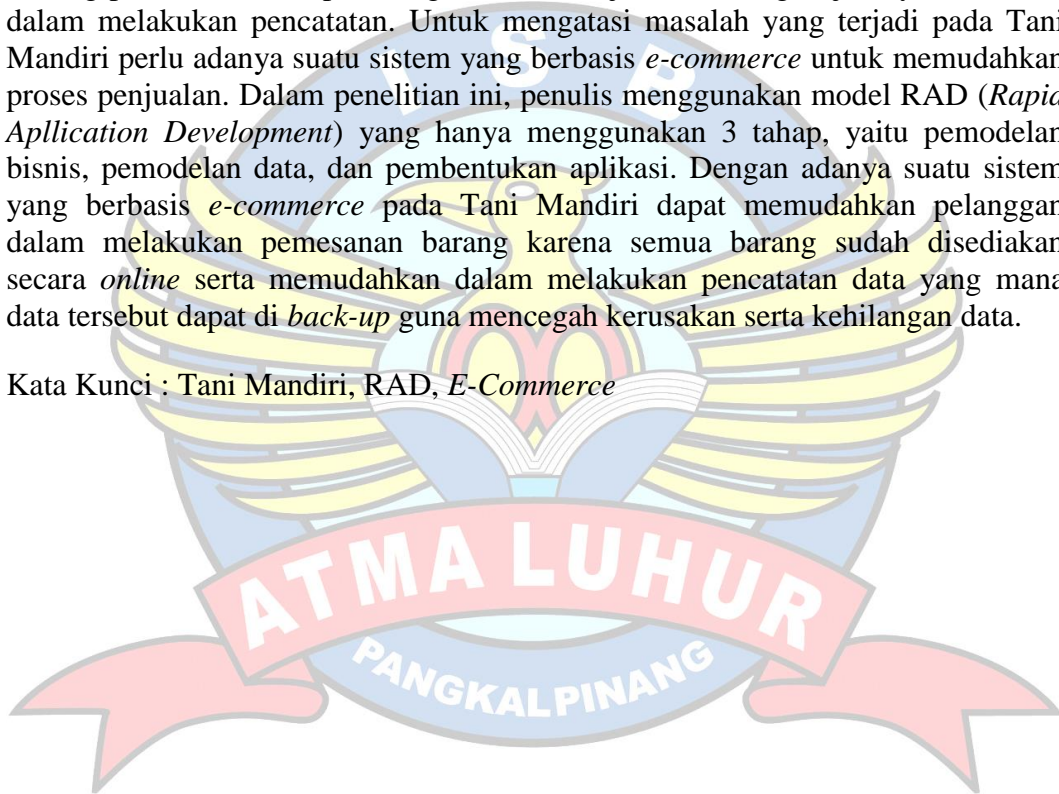 dalam melakukan pencatatan. Untuk mengatasi masalah yang terjadi pada Tani
Mandiri perlu adanya suatu sistem yang berbasis e-commerce untuk memudahkan
proses penjualan. Dalam penelitian ini, penulis menggunakan model RAD (Rapid
Apllication Development) yang hanya menggunakan 3 tahap, yaitu pemodelan
bisnis, pemodelan data, dan pembentukan aplikasi. Dengan adanya suatu sistem
yang berbasis e-commerce pada Tani Mandiri dapat memudahkan pelanggan
dalam melakukan pemesanan barang karena semua barang sudah disediakan
secara online serta memudahkan dalam melakukan pencatatan data yang mana
data tersebut dapat di back-up guna mencegah kerusakan serta kehilangan data.
Kata Kunci : Tani Mandiri, RAD, E-Commerce
I S B
ATMA LUHUR
PANGKALPINANG